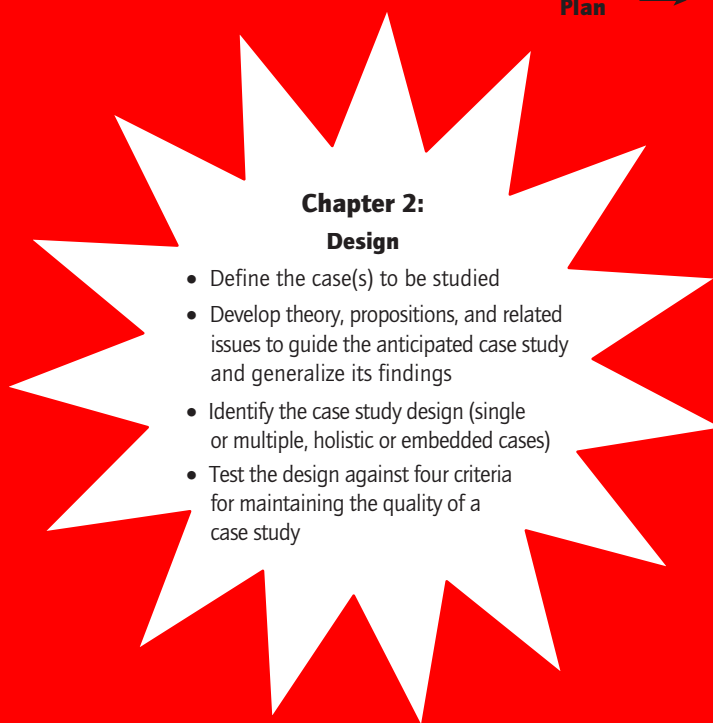 Plan
Chapter 2:
Design
• Define the case(s) to be studied
• Develop theory, propositions, and related
issues to guide the anticipated case study
and generalize its findings
• Identify the case study design (single
or multiple, holistic or embedded cases)
• Test the design against four criteria
for maintaining the quality of a
case study